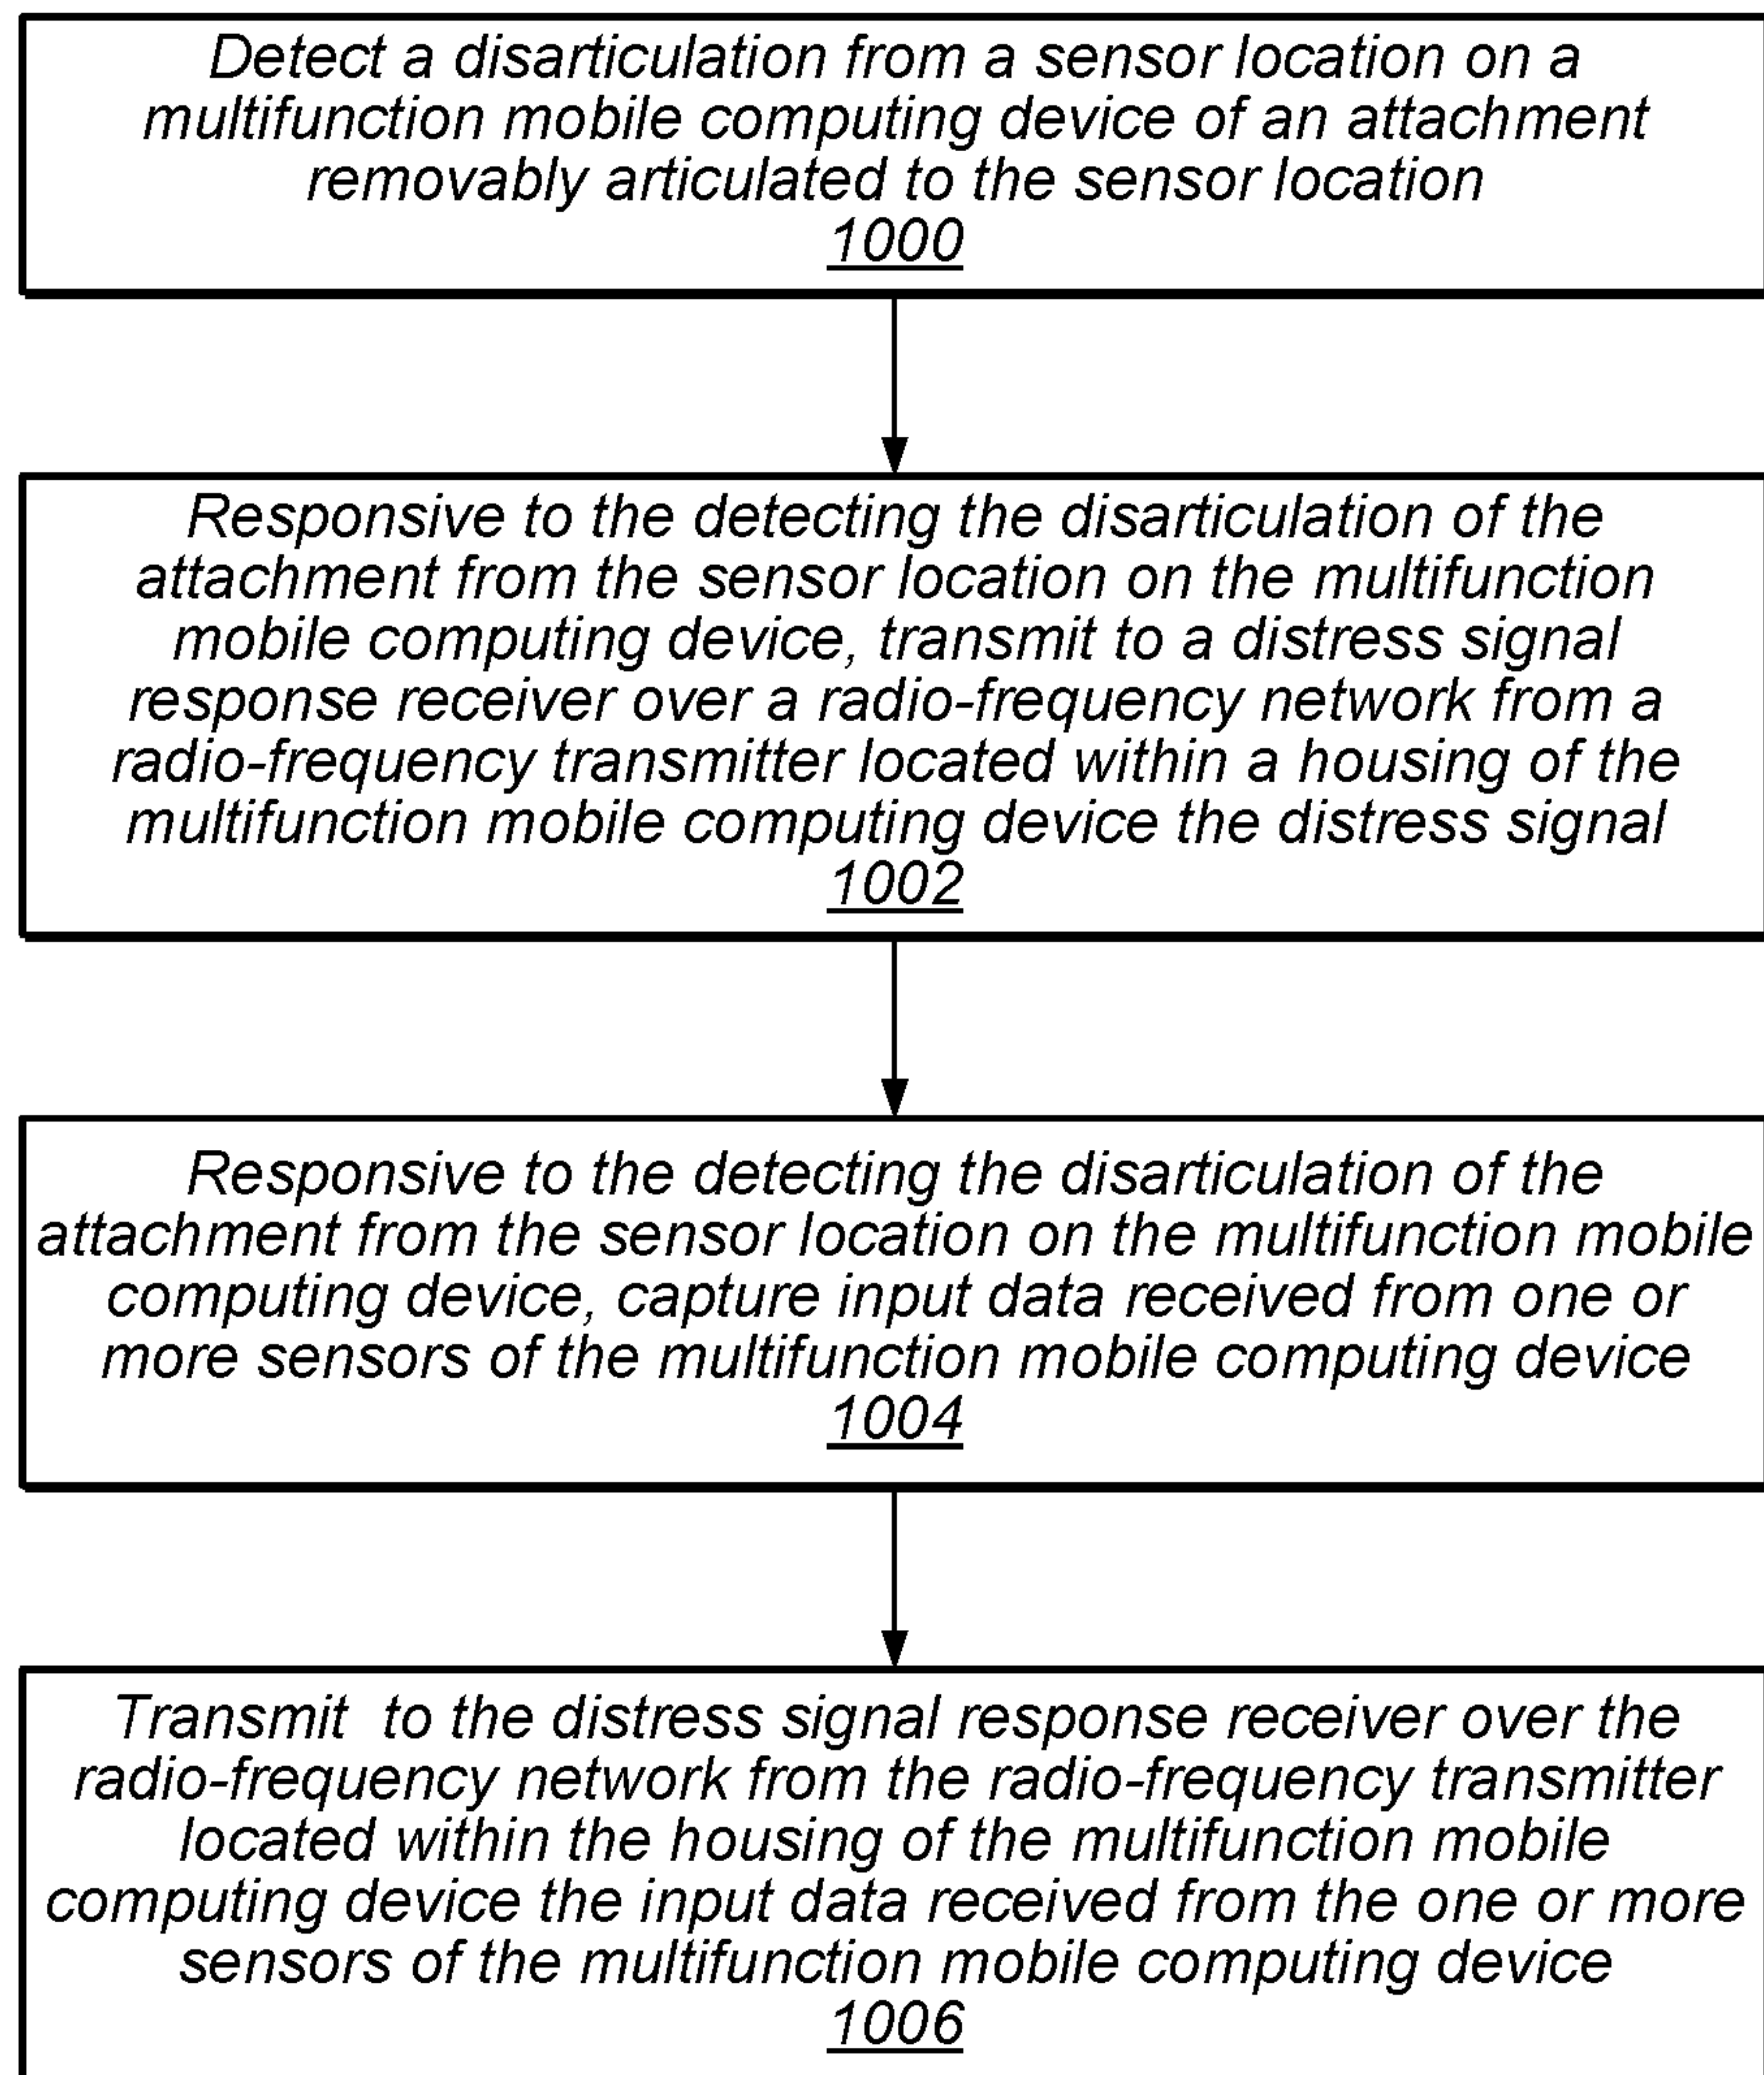 Detect a disarticulation from a sensor location on a
multifunction mobile computing device of an attachment
removably articulated to the sensor location
1000
Responsive to the detecting the disarticulation of the
attachment from the sensor location on the multifunction
mobile computing device, transmit to a distress signal
response receiver over a radio-frequency network from a
radio-frequency transmitter located within a housing of the
multifunction mobile computing device the distress signal
1002
Responsive to the detecting the disarticulation of the
attachment from the sensor location on the multifunction mobile
computing device, capture input data received from one or
more sensors of the multifunction mobile computing device
1004
Transmit  to the distress signal response receiver over the
radio-frequency network from the radio-frequency transmitter
located within the housing of the multifunction mobile
computing device the input data received from the one or more
sensors of the multifunction mobile computing device
1006